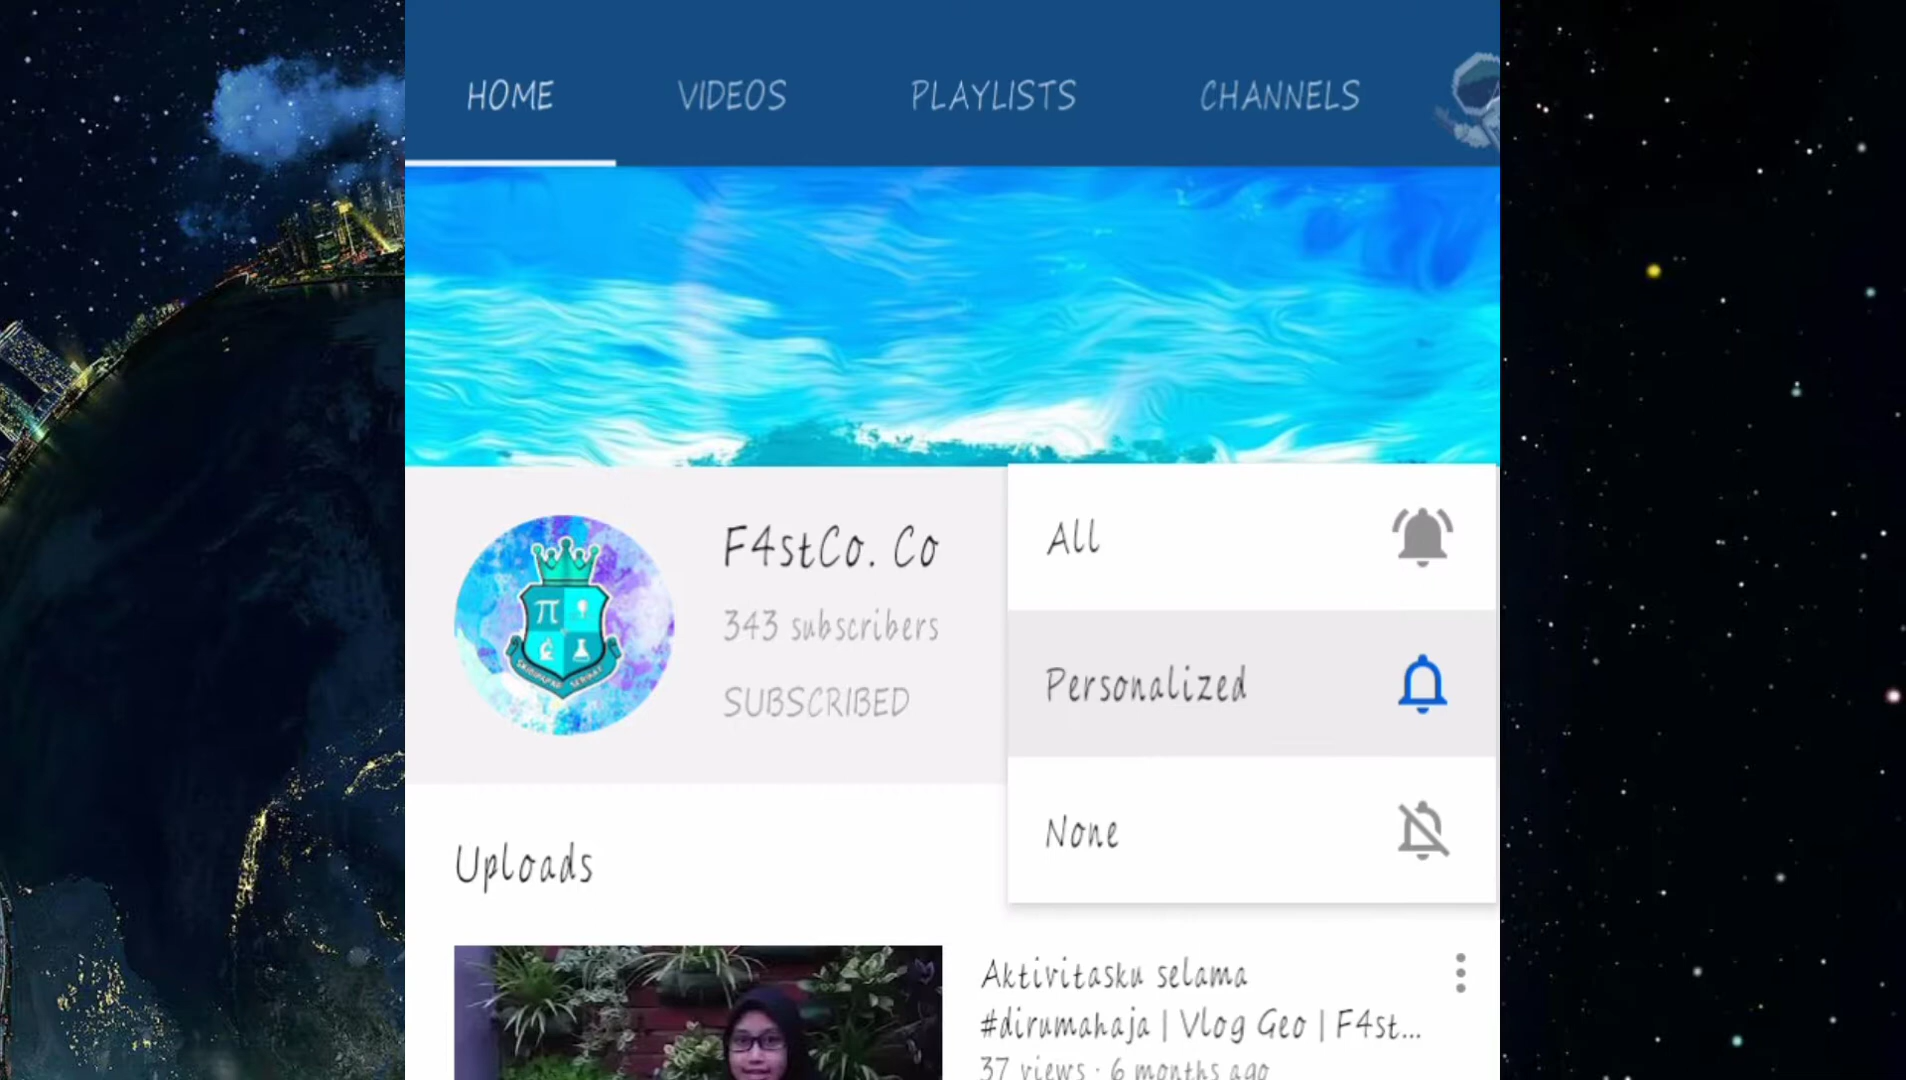 HOME VIDEOS PLAYLISTS CHANNELS
F4stCo. Co
343 subscribers
SUBSCRIBED
All
Personalized
None
Uploads
Aktivitasku selama
#dirumahaja | Vlog Geo | F4st...
37 views · 6 months ago